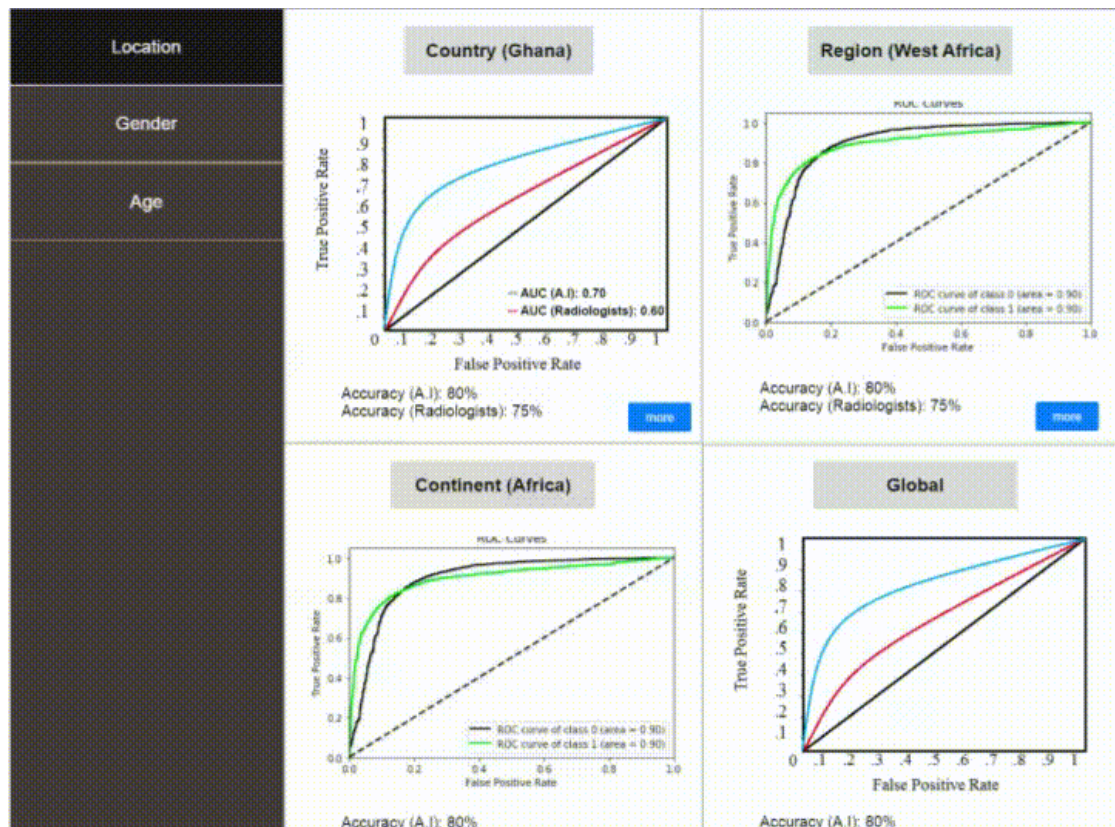 Location
Gender
Age
Country (Ghana)
True Positive Rate
1
.9
.8
.7
.6
.5
.4
.3
.2
.1
AUC (A.I): 0.70
AUC (Radiologists): 0.60
0 .1 .2 .3 .4 .5 .6 .7 .8 .9 1
False Positive Rate
Accuracy (A.I): 80%
Accuracy (Radiologists): 75%
more
Region (West Africa)
ROC Curves
True Positive Rate
1.0
0.8
0.6
0.4
0.2
0.0
ROC curve of class 0 (area = 0.90)
ROC curve of class 1 (area = 0.90)
0.0 0.2 0.4 0.6 0.8 1.0
False Positive Rate
Accuracy (A.I): 80%
Accuracy (Radiologists): 75%
more
Continent (Africa)
ROC Curves
True Positive Rate
1.0
0.8
0.6
0.4
0.2
0.0
ROC curve of class 0 (area = 0.90)
ROC curve of class 1 (area = 0.90)
0.0 0.2 0.4 0.6 0.8 1.0
False Positive Rate
Accuracy (A.I): 80%
Global
True Positive Rate
1
.9
.8
.7
.6
.5
.4
.3
.2
.1
0 .1 .2 .3 .4 .5 .6 .7 .8 .9 1
False Positive Rate
Accuracy (A.I): 80%